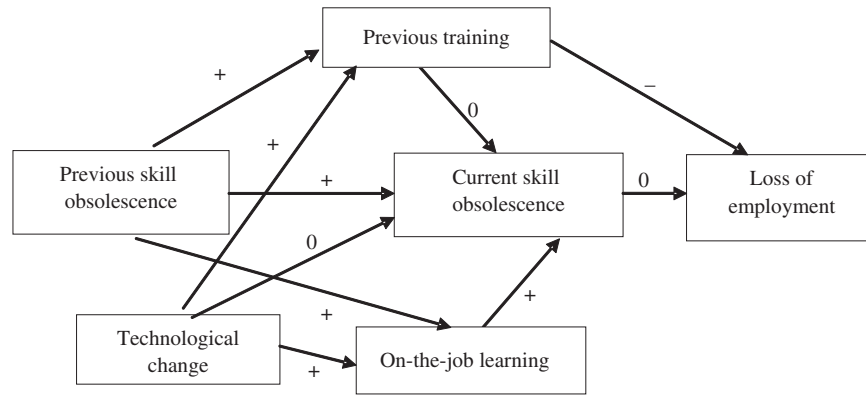 Previous training
+
−
+
0
Previous skill
obsolescence
+
Current skill
obsolescence
0
Loss of
employment
0
+
+
Technological
change
+
On-the-job learning